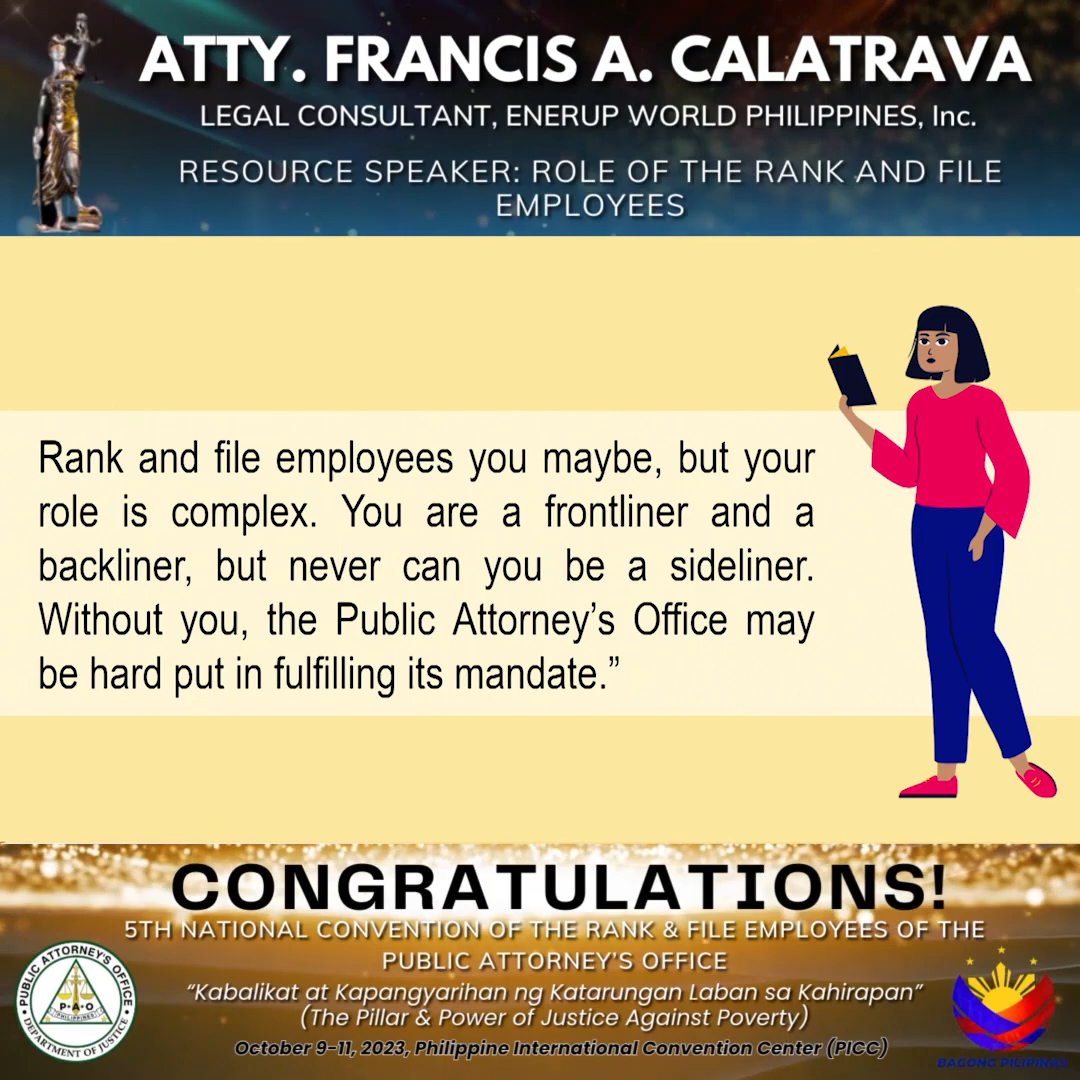 ATTY. FRANCIS A. CALATRAVA
LEGAL CONSULTANT, ENERUP WORLD PHILIPPINES, Inc.
RESOURCE SPEAKER: ROLE OF THE RANK AND FILE
EMPLOYEES
Rank and file employees you maybe, but your
role is complex. You are a frontliner and a
backliner, but never can you be a sideliner.
Without you, the Public Attorney’s Office may
be hard put in fulfilling its mandate.”
CONGRATULATIONS!
5TH NATIONAL CONVENTION OF THE RANK & FILE EMPLOYEES OF THE
PUBLIC ATTORNEY’S OFFICE
“Kabalikat at Kapangyarihan ng Katarungan Laban sa Kahirapan”
(The Pillar & Power of Justice Against Poverty)
October 9-11, 2023, Philippine International Convention Center (PICC)
PUBLIC ATTORNEY'S OFFICE
P·A·O
PHILIPPINES
DEPARTMENT OF JUSTICE
BAGONG PILIPINAS